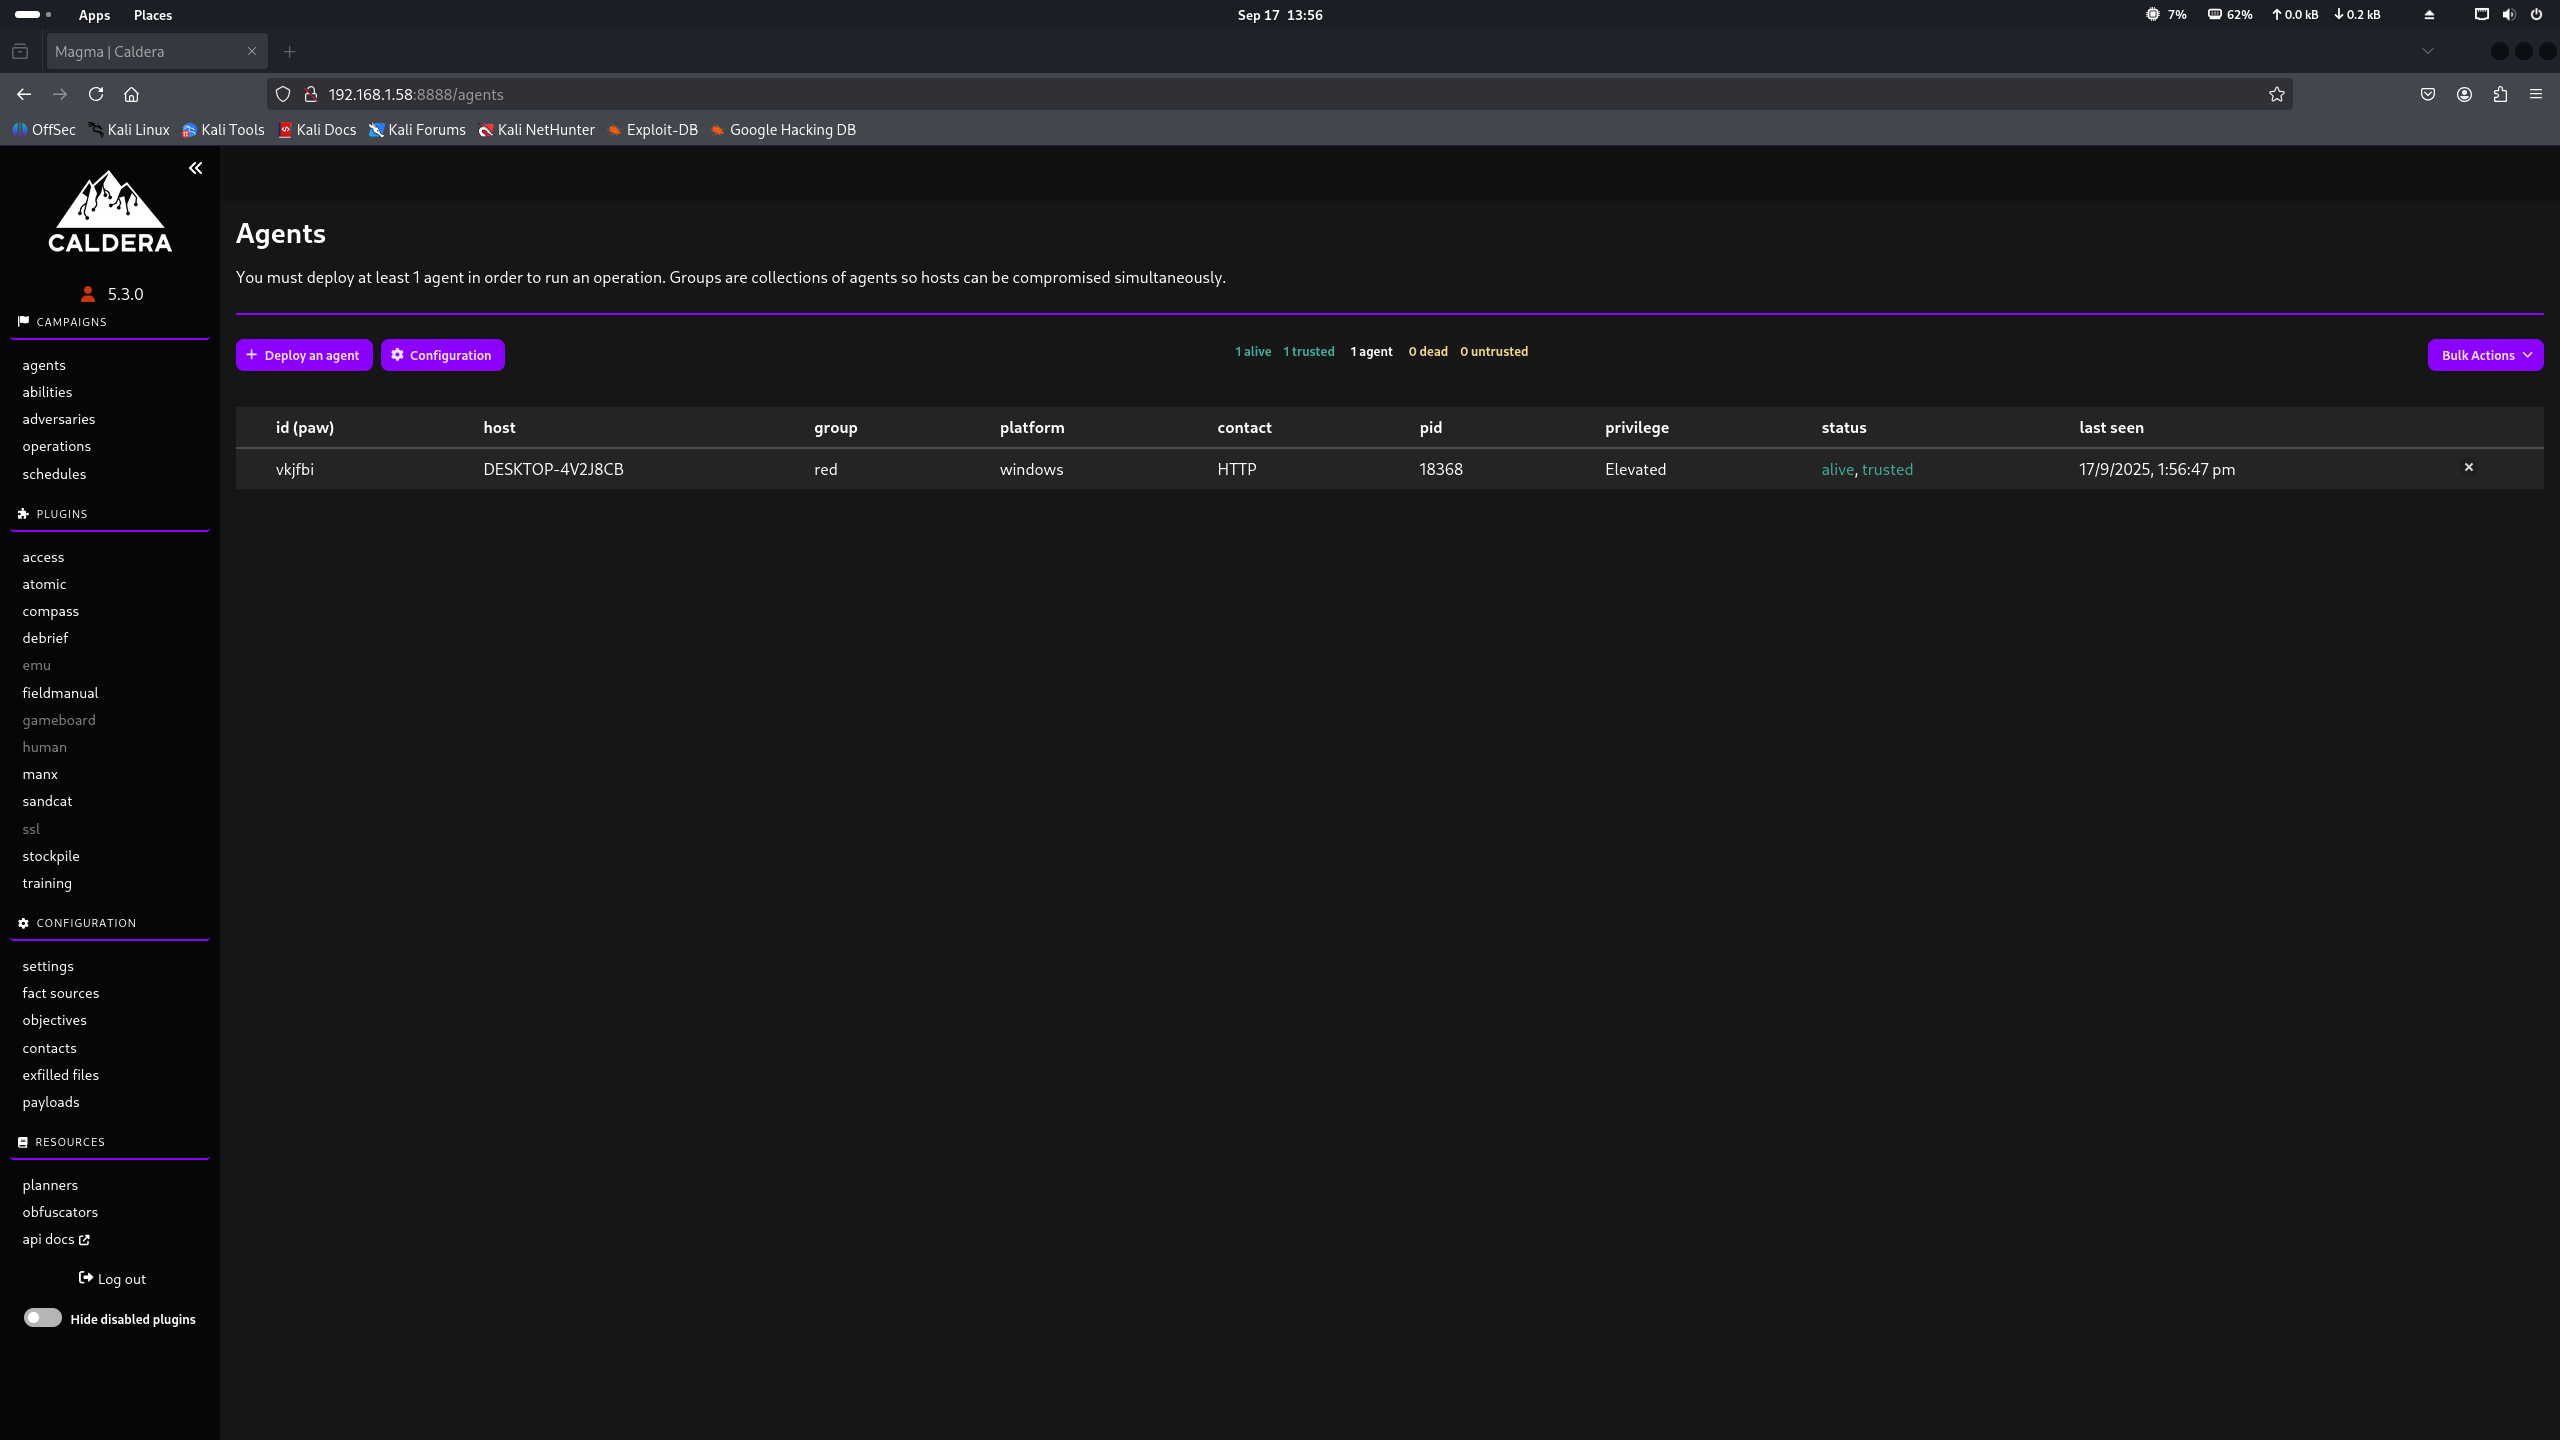 Apps Places Sep 17 13:56 7% 62% 0.0 kB 0.2 kB
Magma | Caldera
192.168.1.58:8888/agents
OffSec Kali Linux Kali Tools Kali Docs Kali Forums Kali NetHunter Exploit-DB Google Hacking DB
CALDERA
5.3.0
CAMPAIGNS
agents
abilities
adversaries
operations
schedules
PLUGINS
access
atomic
compass
debrief
emu
fieldmanual
gameboard
human
manx
sandcat
ssl
stockpile
training
CONFIGURATION
settings
fact sources
objectives
contacts
exfilled files
payloads
RESOURCES
planners
obfuscators
api docs
Log out
Hide disabled plugins
Agents
You must deploy at least 1 agent in order to run an operation. Groups are collections of agents so hosts can be compromised simultaneously.
Deploy an agent Configuration 1 alive 1 trusted 1 agent 0 dead 0 untrusted Bulk Actions
id (paw) host group platform contact pid privilege status last seen
vkjfbi DESKTOP-4V2J8CB red windows HTTP 18368 Elevated alive, trusted 17/9/2025, 1:56:47 pm